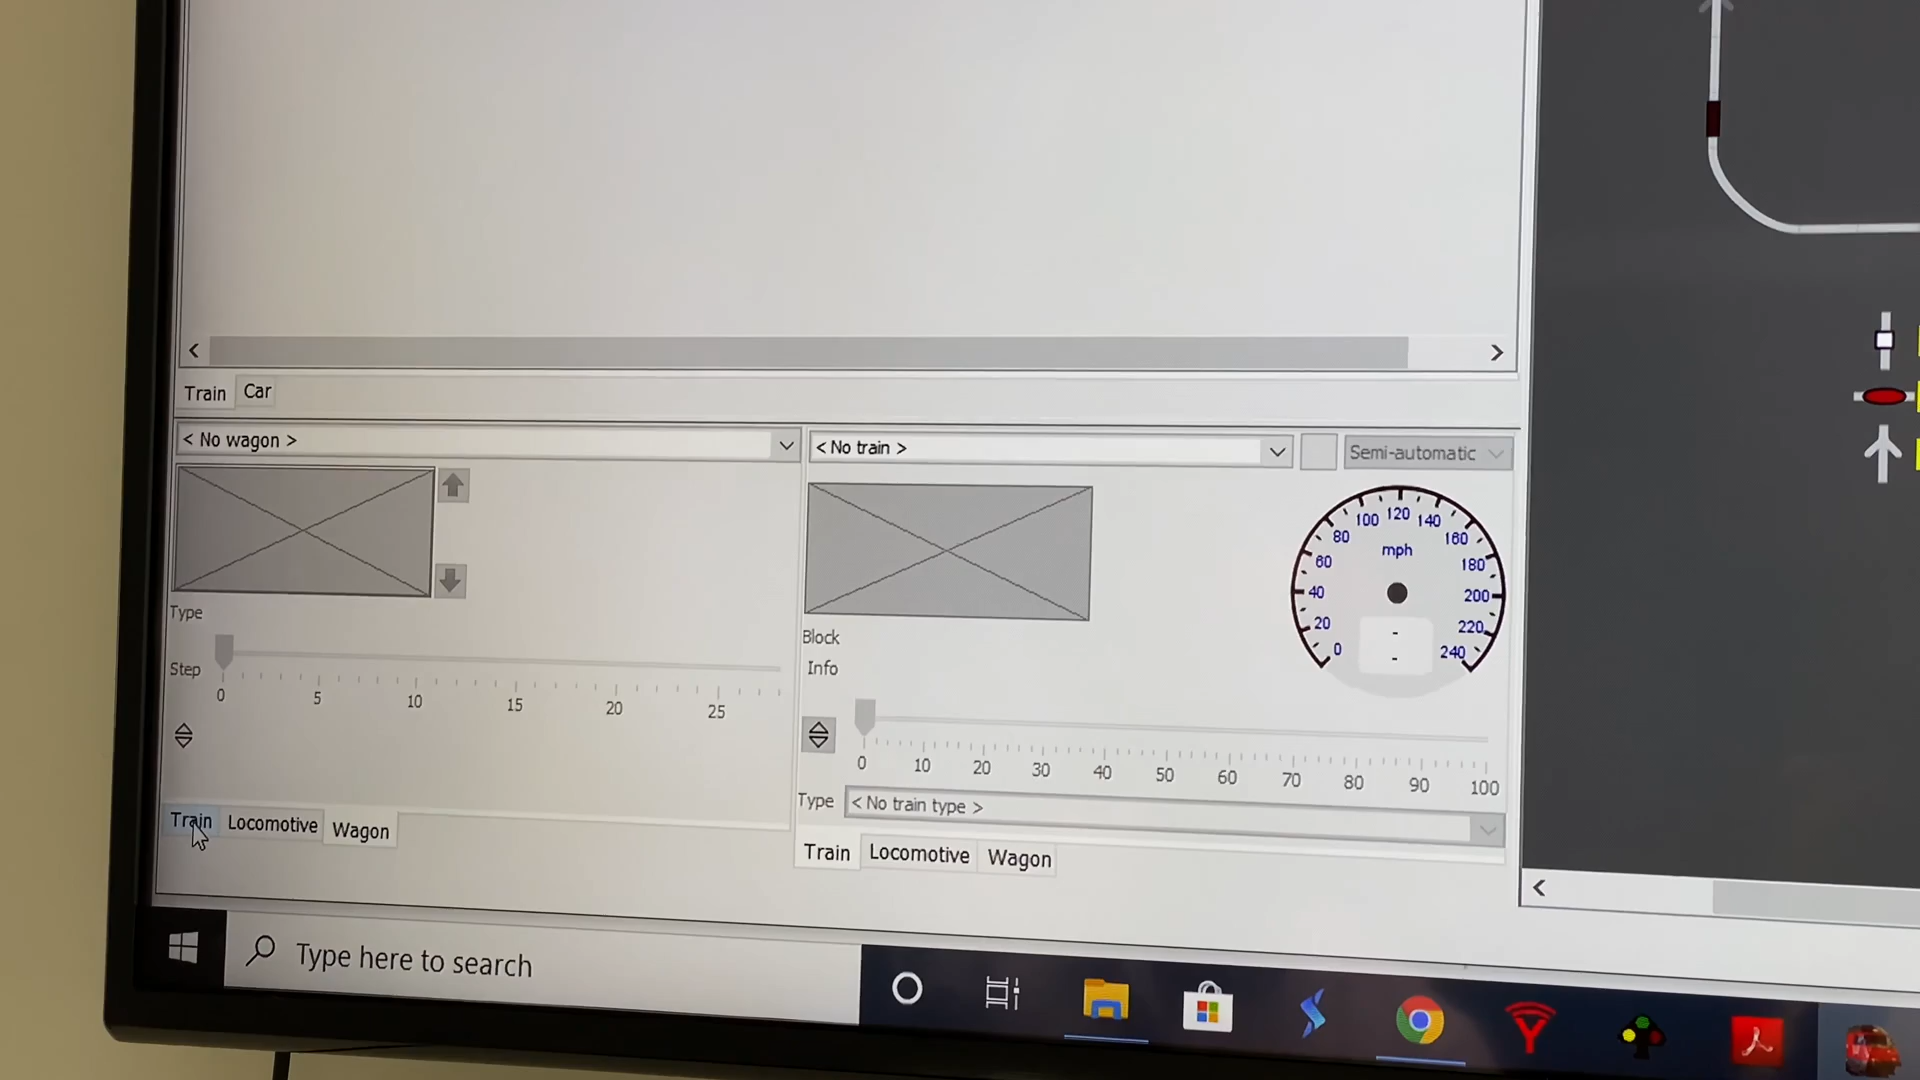 Train Car
< No wagon >
< No train >
Semi-automatic
Type
Step
0 5 10 15 20 25
Train Locomotive Wagon
Block
Info
0 20 40 60 80 100 120 140 160 180 200 220 240
mph
-
-
0 10 20 30 40 50 60 70 80 90 100
Type < No train type >
Train Locomotive Wagon
Type here to search